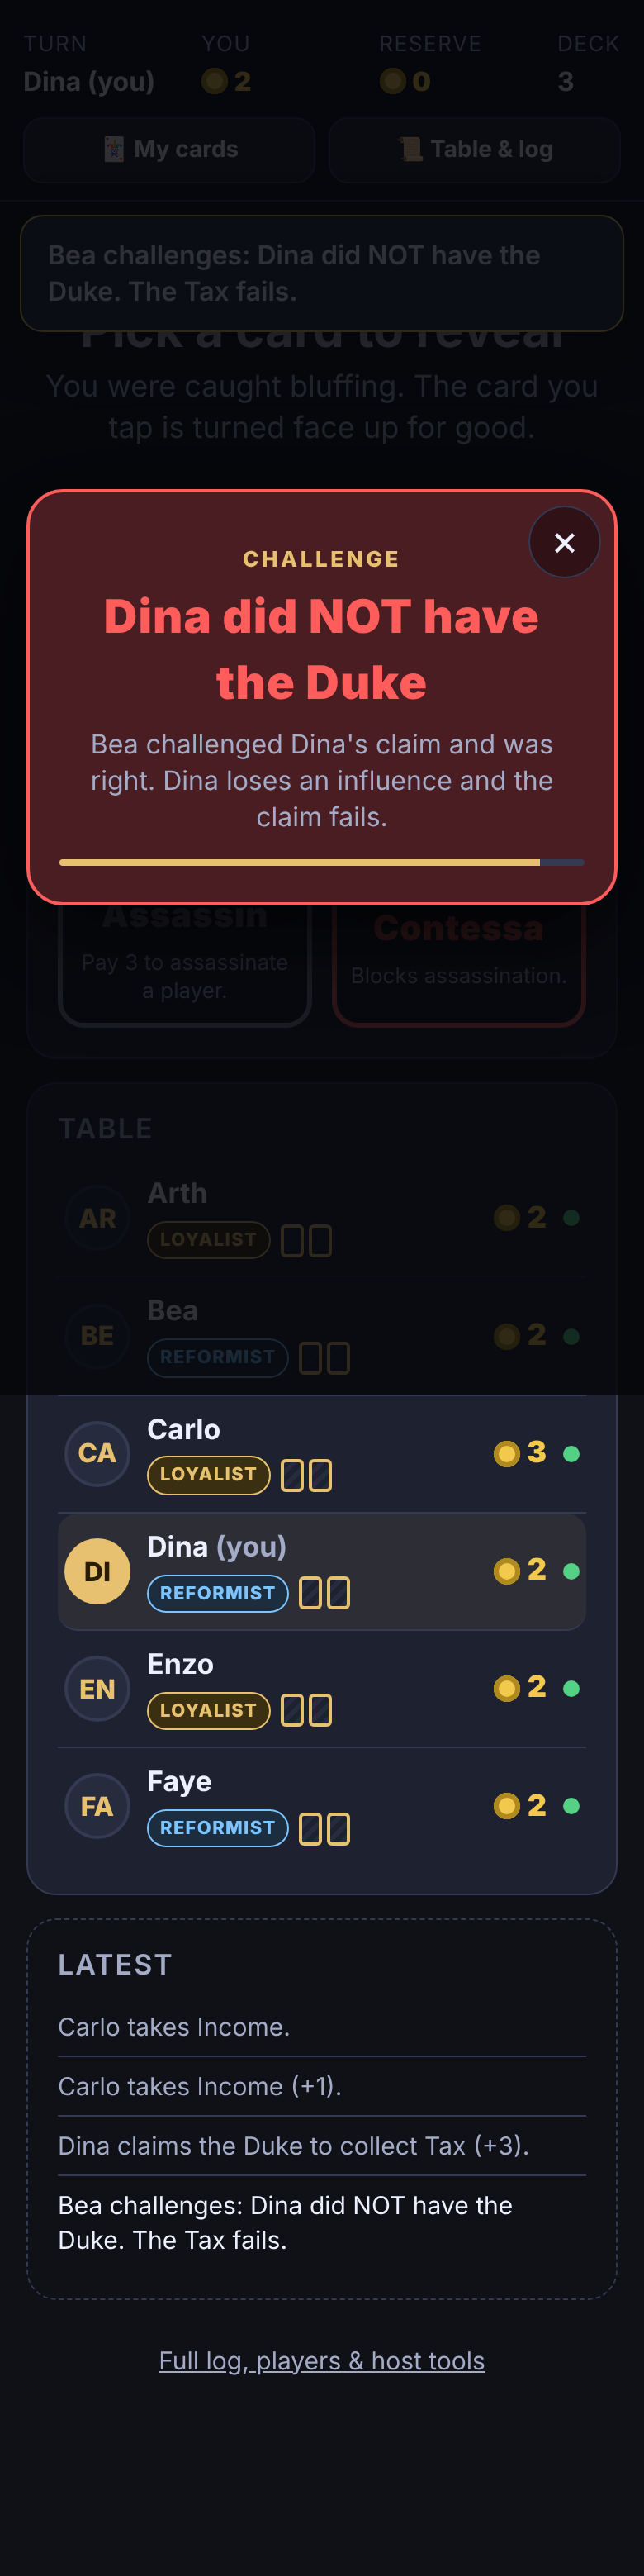 TURN YOU RESERVE DECK
Dina (you) 2 0 3
My cards Table & log
Bea challenges: Dina did NOT have the
Duke. The Tax fails.
Pick a card to reveal
You were caught bluffing. The card you
tap is turned face up for good.
CHALLENGE
Dina did NOT have
the Duke
Bea challenged Dina's claim and was
right. Dina loses an influence and the
claim fails.
Assassin
Contessa
Pay 3 to assassinate
a player.
Blocks assassination.
TABLE
AR Arth 2
LOYALIST
BE Bea 2
REFORMIST
CA Carlo 3
LOYALIST
DI Dina (you) 2
REFORMIST
EN Enzo 2
LOYALIST
FA Faye 2
REFORMIST
LATEST
Carlo takes Income.
Carlo takes Income (+1).
Dina claims the Duke to collect Tax (+3).
Bea challenges: Dina did NOT have the
Duke. The Tax fails.
Full log, players & host tools